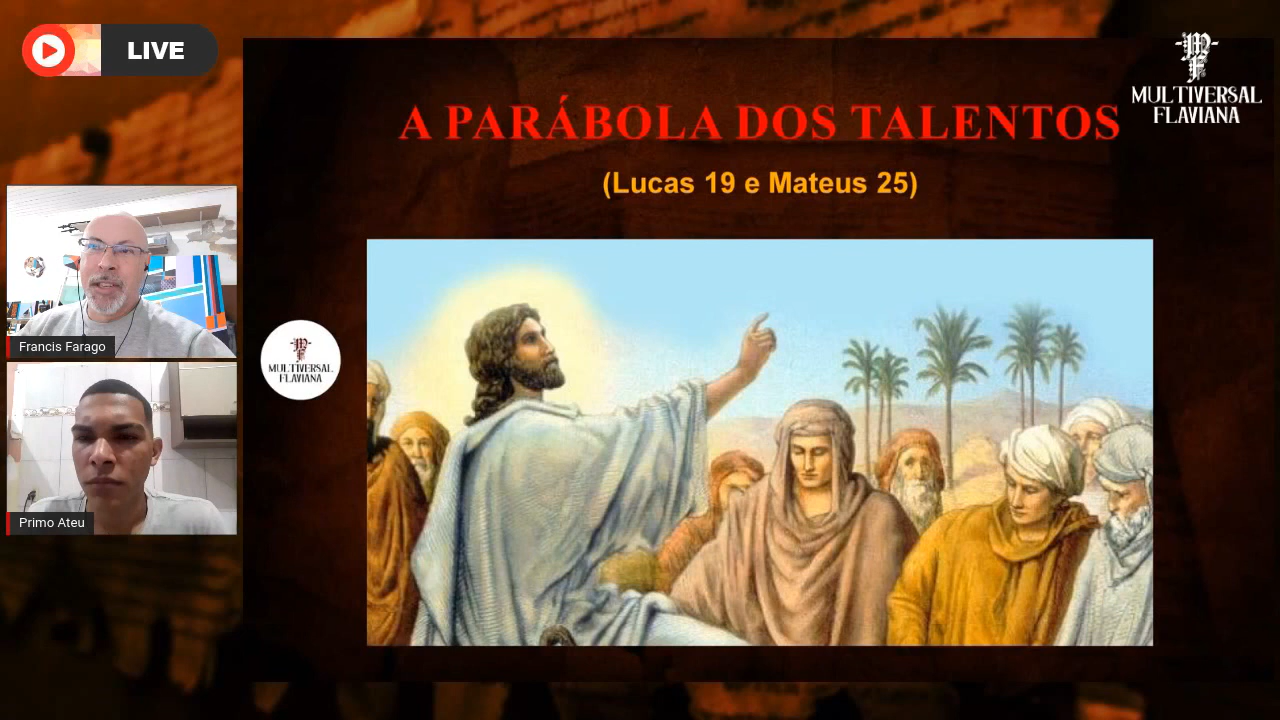 LIVE
MULTIVERSAL
FLAVIANA
A PARÁBOLA DOS TALENTOS
(Lucas 19 e Mateus 25)
Francis Farago
MULTIVERSAL
FLAVIANA
Primo Ateu